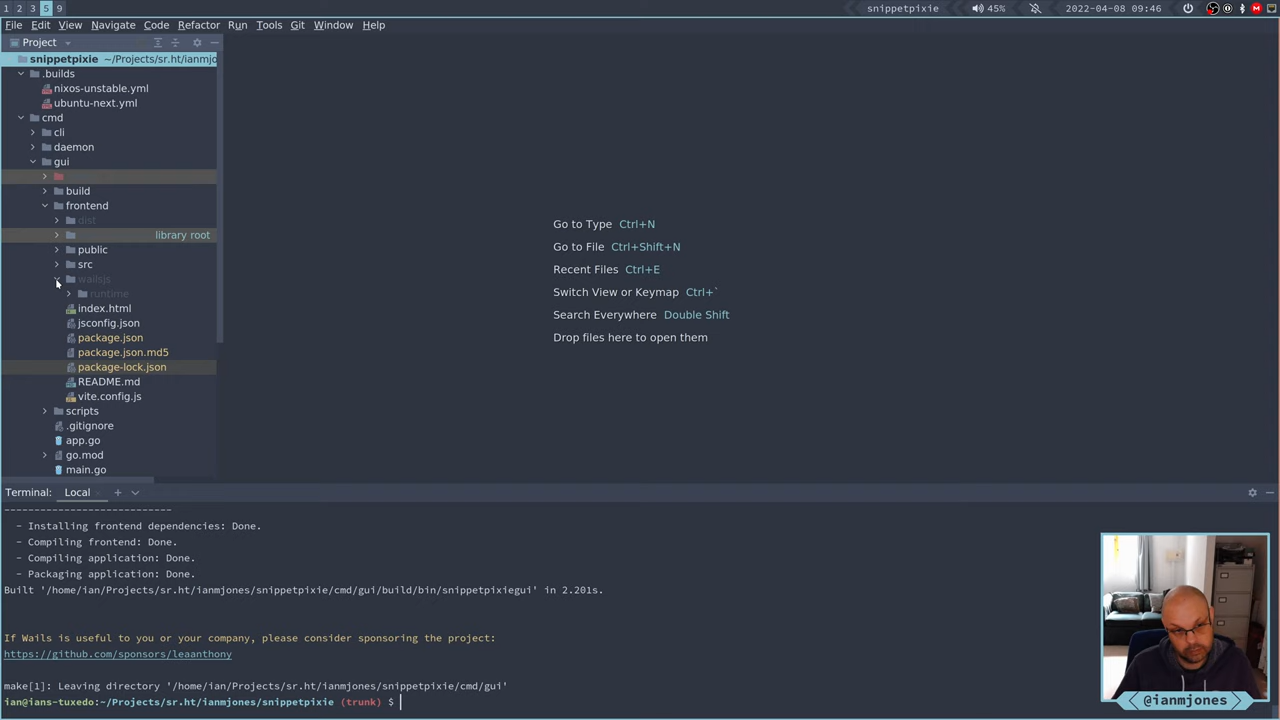 1 2 3 5 9 snippetpixie 45% 2022-04-08 09:46
File Edit View Navigate Code Refactor Run Tools Git Window Help
Project
snippetpixie ~/Projects/sr.ht/ianmjo
.builds
nixos-unstable.yml
ubuntu-next.yml
cmd
cli
daemon
gui
build
frontend
dist
library root
public
src
wailsjs
runtime
index.html
jsconfig.json
package.json
package.json.md5
package-lock.json
README.md
vite.config.js
scripts
.gitignore
app.go
go.mod
main.go
Go to Type Ctrl+N
Go to File Ctrl+Shift+N
Recent Files Ctrl+E
Switch View or Keymap Ctrl+`
Search Everywhere Double Shift
Drop files here to open them
Terminal: Local
-----------------------------
- Installing frontend dependencies: Done.
- Compiling frontend: Done.
- Compiling application: Done.
- Packaging application: Done.
Built '/home/ian/Projects/sr.ht/ianmjones/snippetpixie/cmd/gui/build/bin/snippetpixiegui' in 2.201s.
If Wails is useful to you or your company, please consider sponsoring the project:
https://github.com/sponsors/leaanthony
make[1]: Leaving directory '/home/ian/Projects/sr.ht/ianmjones/snippetpixie/cmd/gui'
ian@ians-tuxedo:~/Projects/sr.ht/ianmjones/snippetpixie (trunk) $
@ianmjones